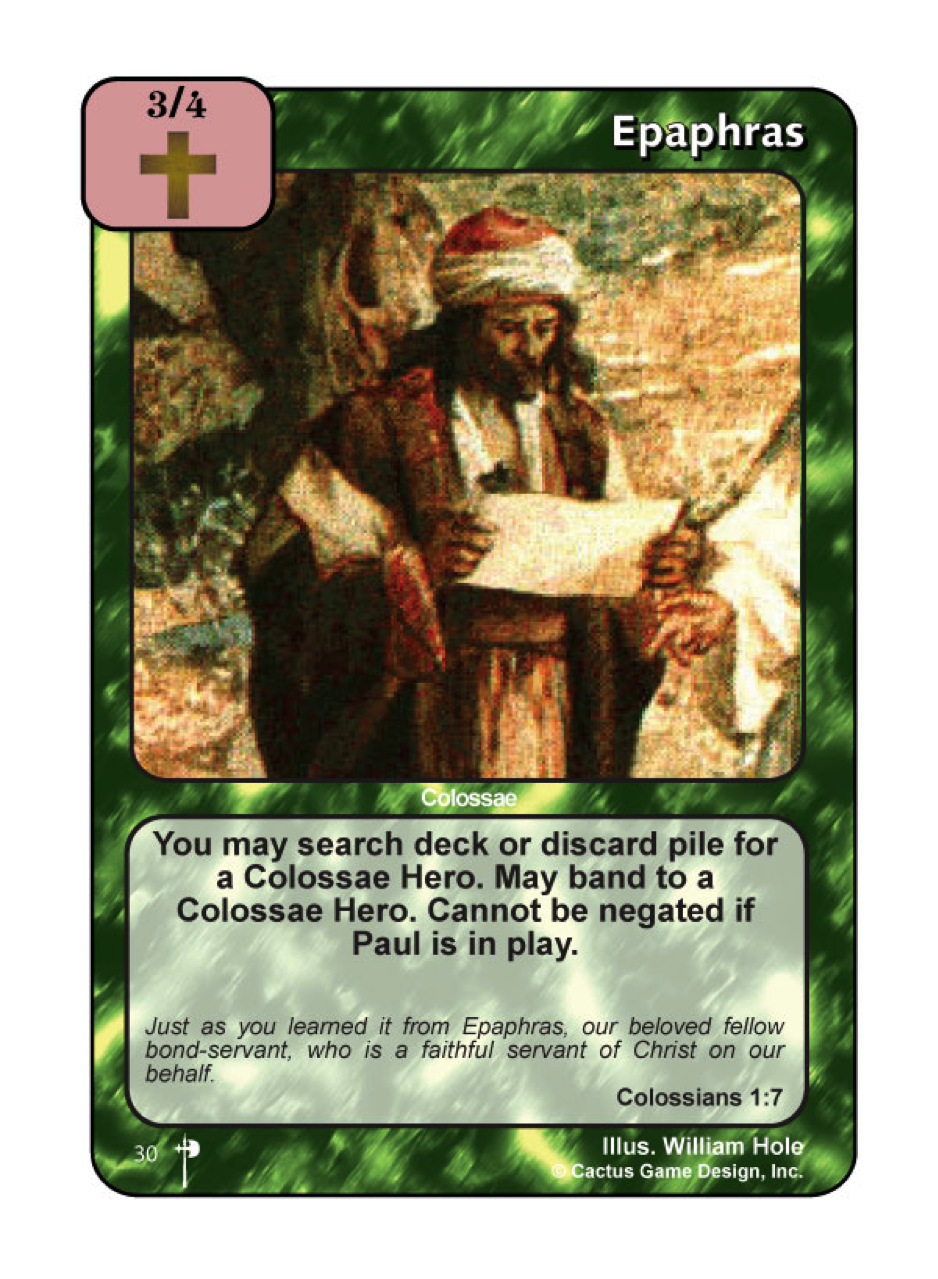 3/4
Epaphras
Colossae
You may search deck or discard pile for
a Colossae Hero. May band to a
Colossae Hero. Cannot be negated if
Paul is in play.
Just as you learned it from Epaphras, our beloved fellow
bond-servant, who is a faithful servant of Christ on our
behalf.
Colossians 1:7
30
Illus. William Hole
© Cactus Game Design, Inc.